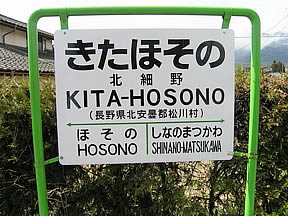 きたほその
北細野
KITA-HOSONO
(長野県北安曇郡松川村)
ほその
HOSONO
しなのまつかわ
SHINANO-MATSUKAWA